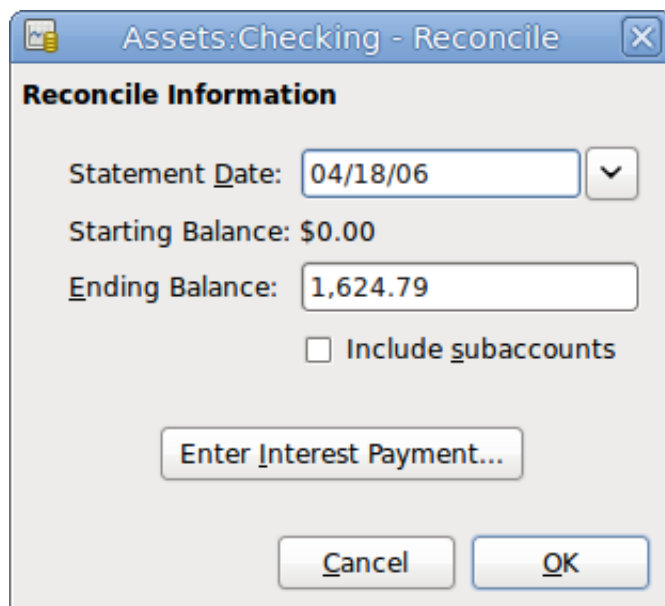 Assets:Checking - Reconcile
Reconcile Information
Statement Date: 04/18/06
Starting Balance: $0.00
Ending Balance: 1,624.79
Include subaccounts
Enter Interest Payment...
Cancel OK